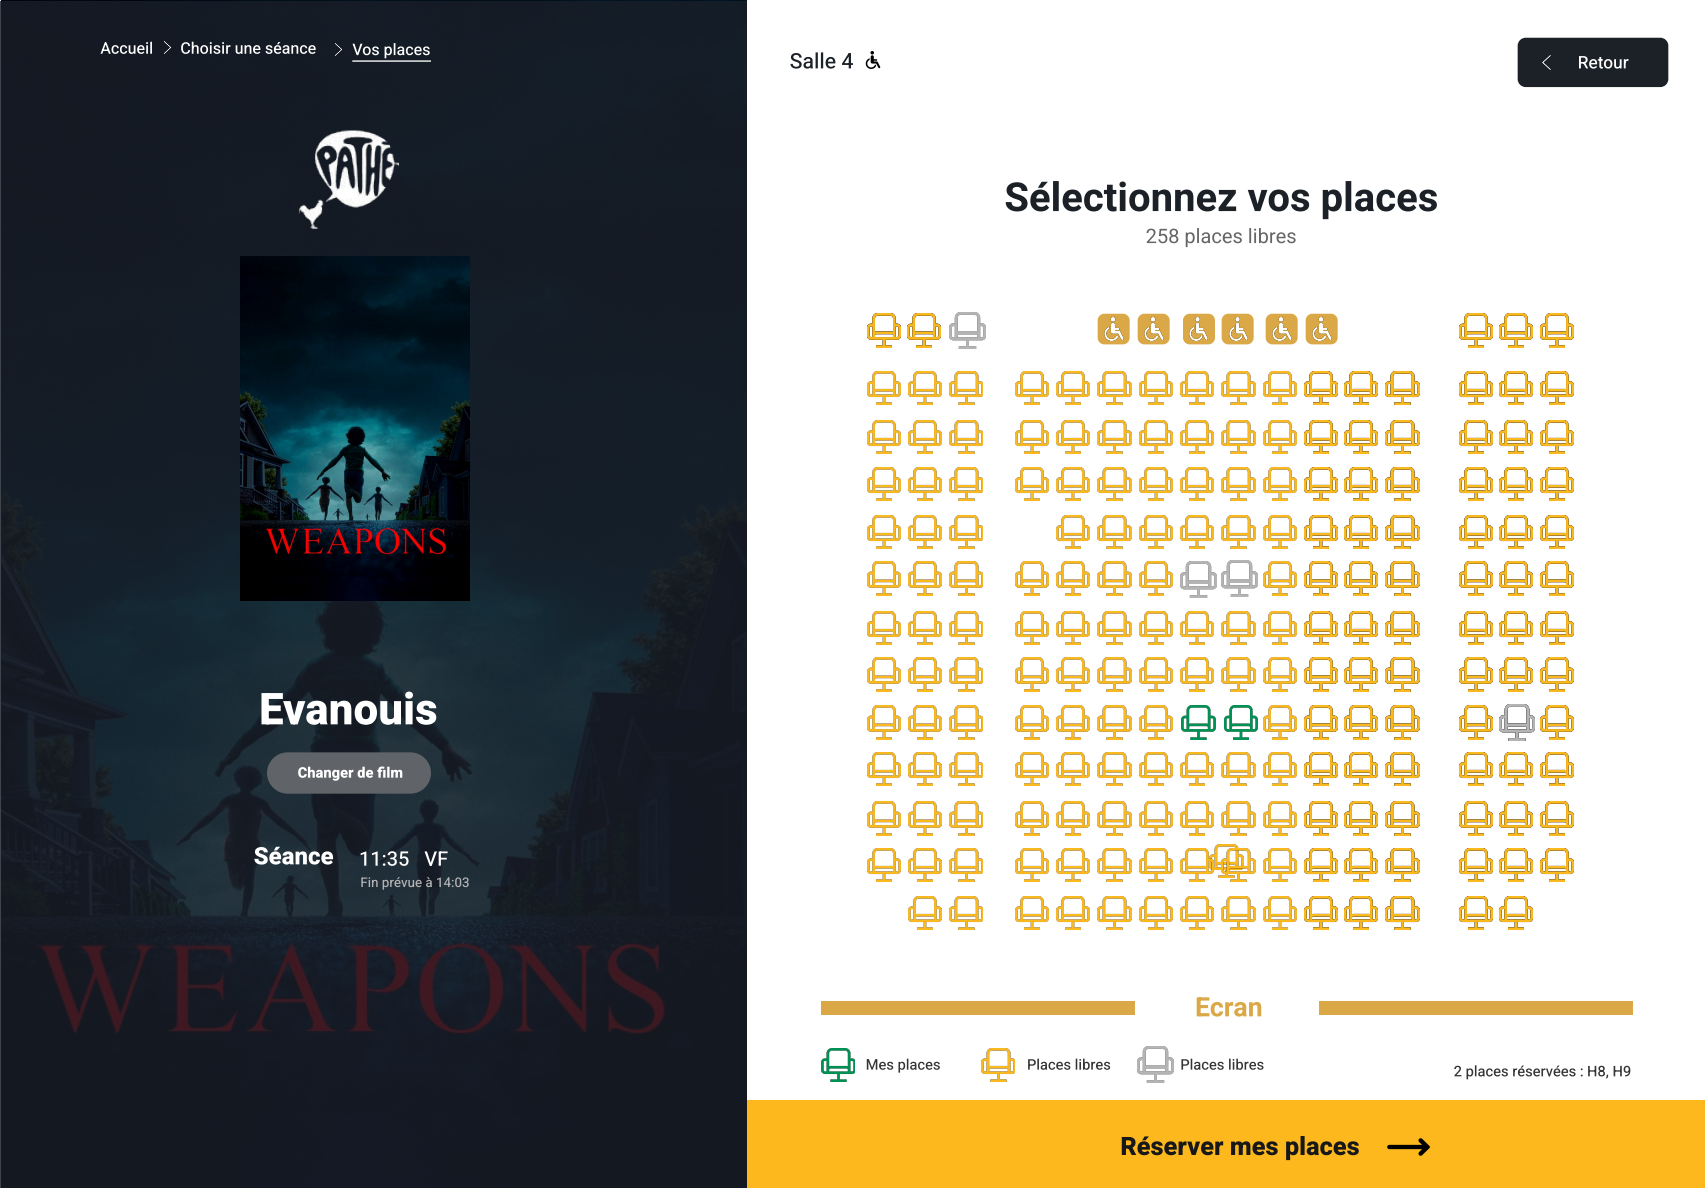 Accueil > Choisir une séance > Vos places
PATHE
WEAPONS
Evanouis
Changer de film
Séance 11:35 VF
Fin prévue à 14:03
WEAPONS
Salle 4
Retour
Sélectionnez vos places
258 places libres
Ecran
Mes places Places libres Places libres
2 places réservées : H8, H9
Réserver mes places